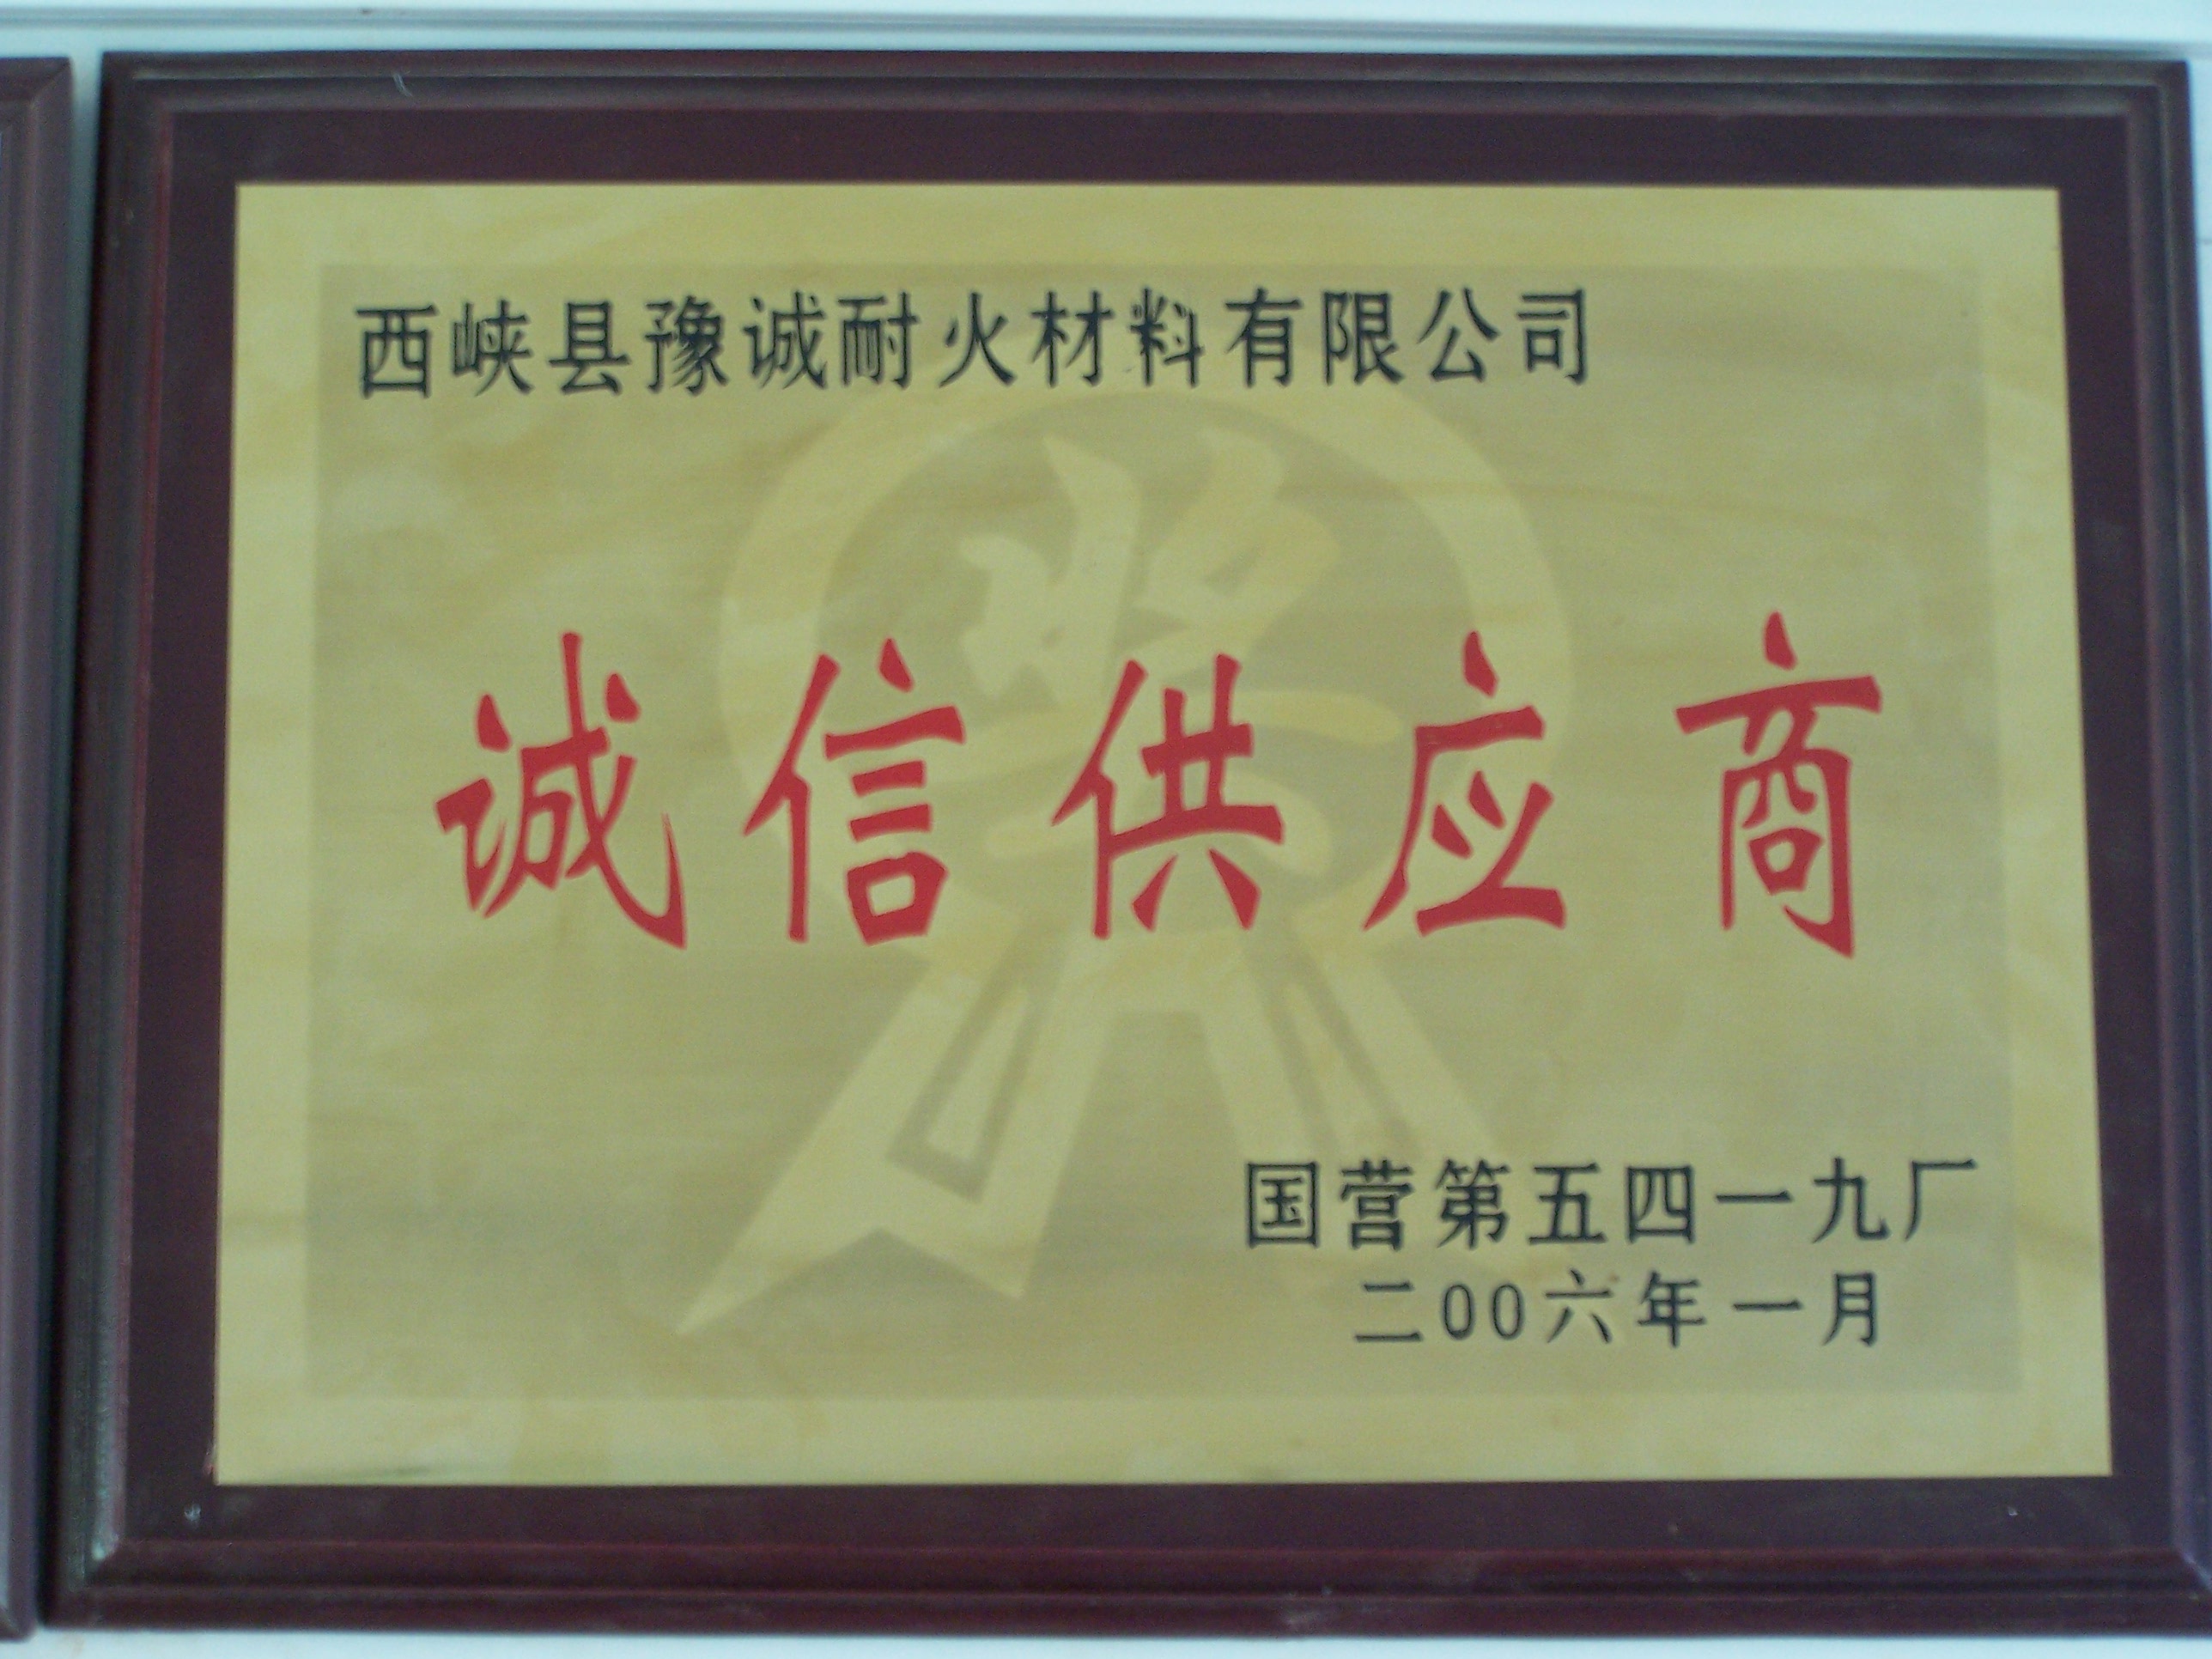 西峡县豫诚耐火材料有限公司
奖
诚信供应商
国营第五四一九厂
二00六年一月